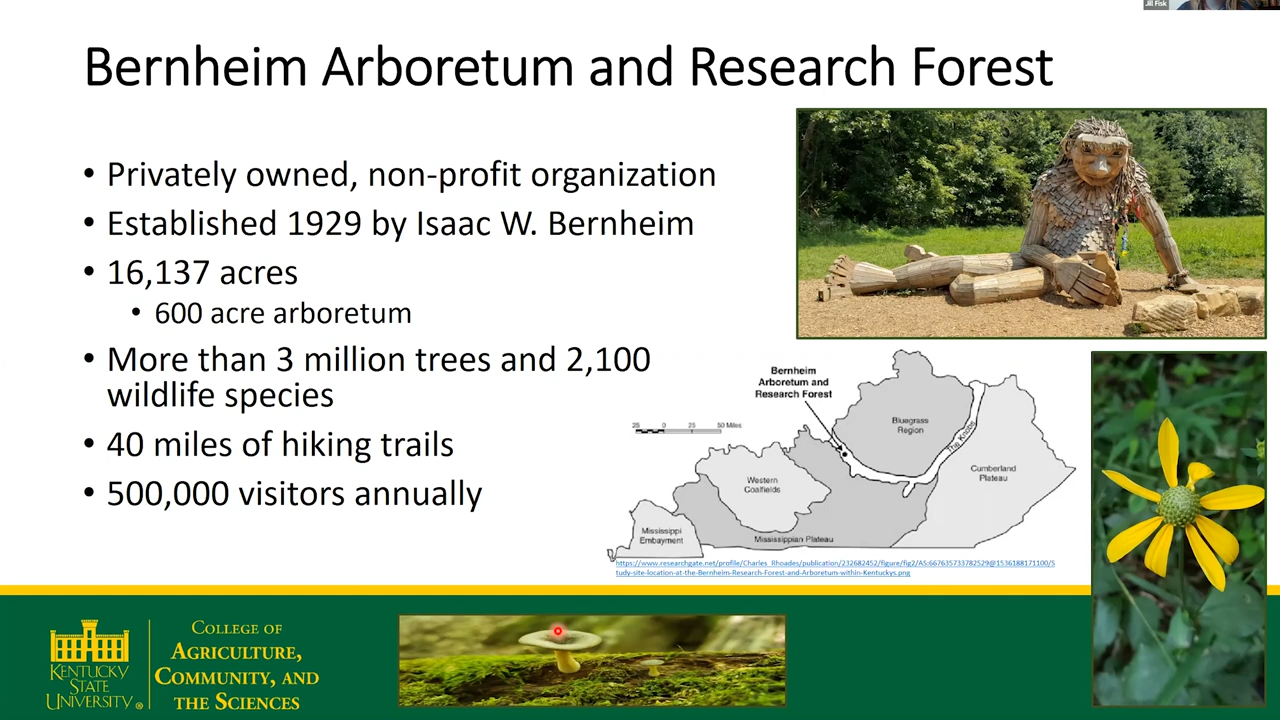 Jill Fisk
Bernheim Arboretum and Research Forest
• Privately owned, non-profit organization
• Established 1929 by Isaac W. Bernheim
• 16,137 acres
• 600 acre arboretum
• More than 3 million trees and 2,100
wildlife species
• 40 miles of hiking trails
• 500,000 visitors annually
Bernheim
Arboretum and
Research Forest
25 0 25 50 Miles
Bluegrass
Region
The Knobs
Cumberland
Plateau
Western
Coalfields
Mississippi
Embayment
Mississippian Plateau
https://www.researchgate.net/profile/Charles_Rhoades/publication/232682452/figure/fig2/AS:667635733782529@1536188171100/S
tudy-site-location-at-the-Bernheim-Research-Forest-and-Arboretum-within-Kentuckys.png
KENTUCKY
STATE
UNIVERSITY®
COLLEGE OF
AGRICULTURE,
COMMUNITY, AND
THE SCIENCES